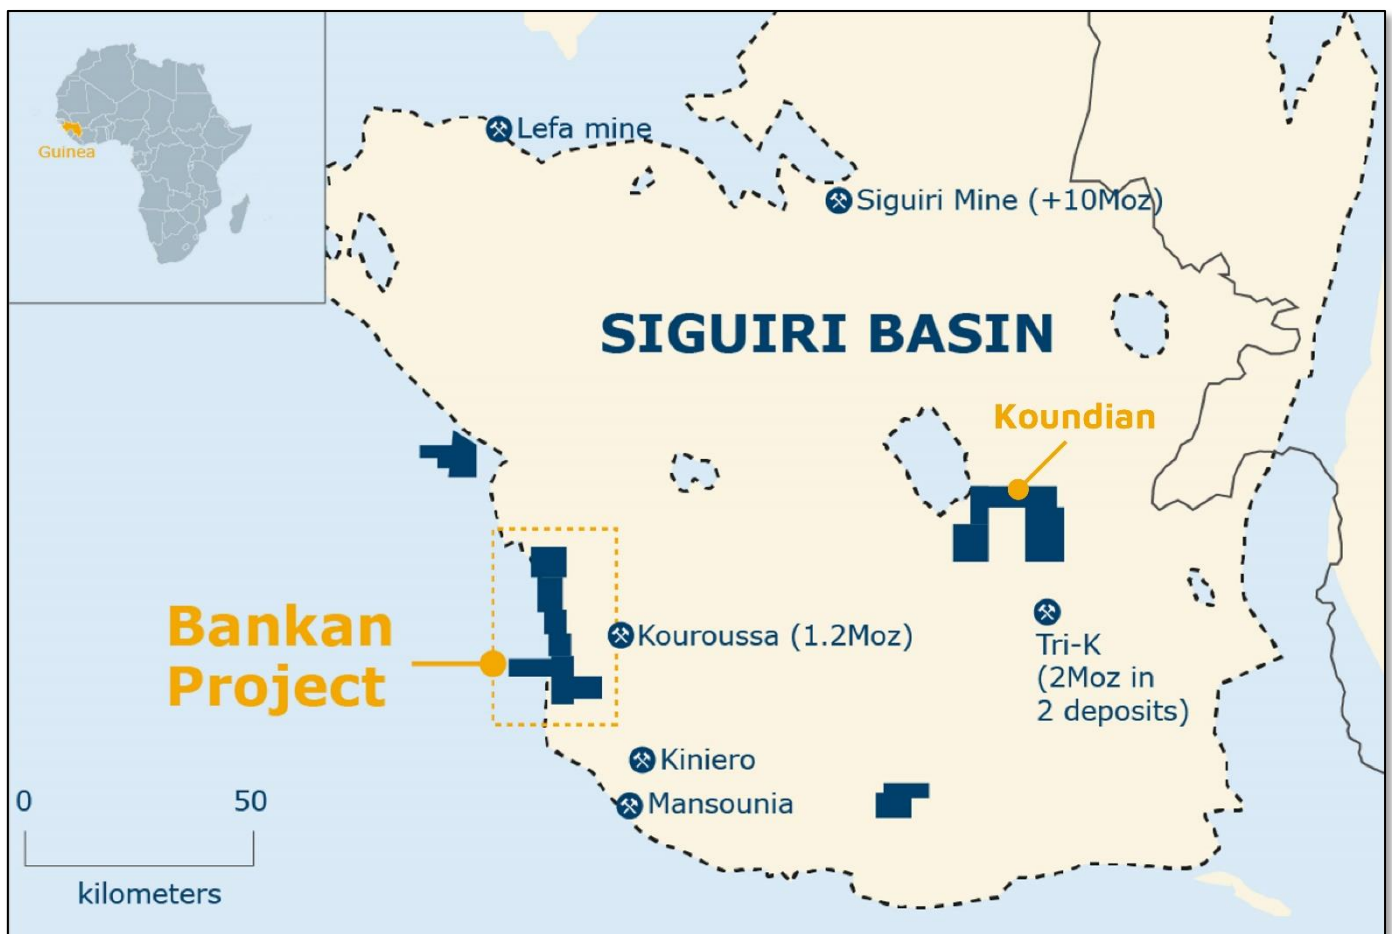 Guinea
Lefa mine
Siguiri Mine (+10Moz)
SIGUIRI BASIN
Koundian
Bankan
Project
Kouroussa (1.2Moz)
Tri-K
(2Moz in
2 deposits)
Kiniero
Mansounia
0 50
kilometers